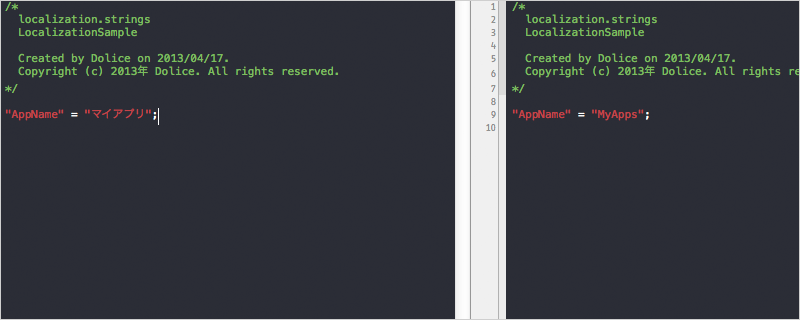 /*
localization.strings
LocalizationSample
Created by Dolice on 2013/04/17.
Copyright (c) 2013年 Dolice. All rights reserved.
*/
"AppName" = "マイアプリ";
1 /*
2 localization.strings
3 LocalizationSample
4
5 Created by Dolice on 2013/04/17.
6 Copyright (c) 2013年 Dolice. All rights res
7 */
8
9 "AppName" = "MyApps";
10